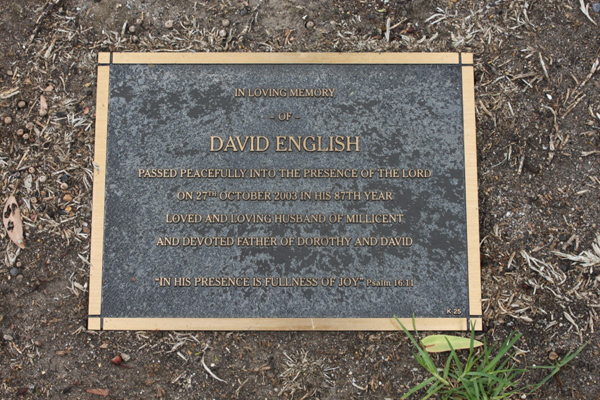 IN LOVING MEMORY
- OF -
DAVID ENGLISH
PASSED PEACEFULLY INTO THE PRESENCE OF THE LORD
ON 27TH OCTOBER 2003 IN HIS 87TH YEAR
LOVED AND LOVING HUSBAND OF MILLICENT
AND DEVOTED FATHER OF DOROTHY AND DAVID
"IN HIS PRESENCE IS FULLNESS OF JOY" Psalm 16:11
K 25